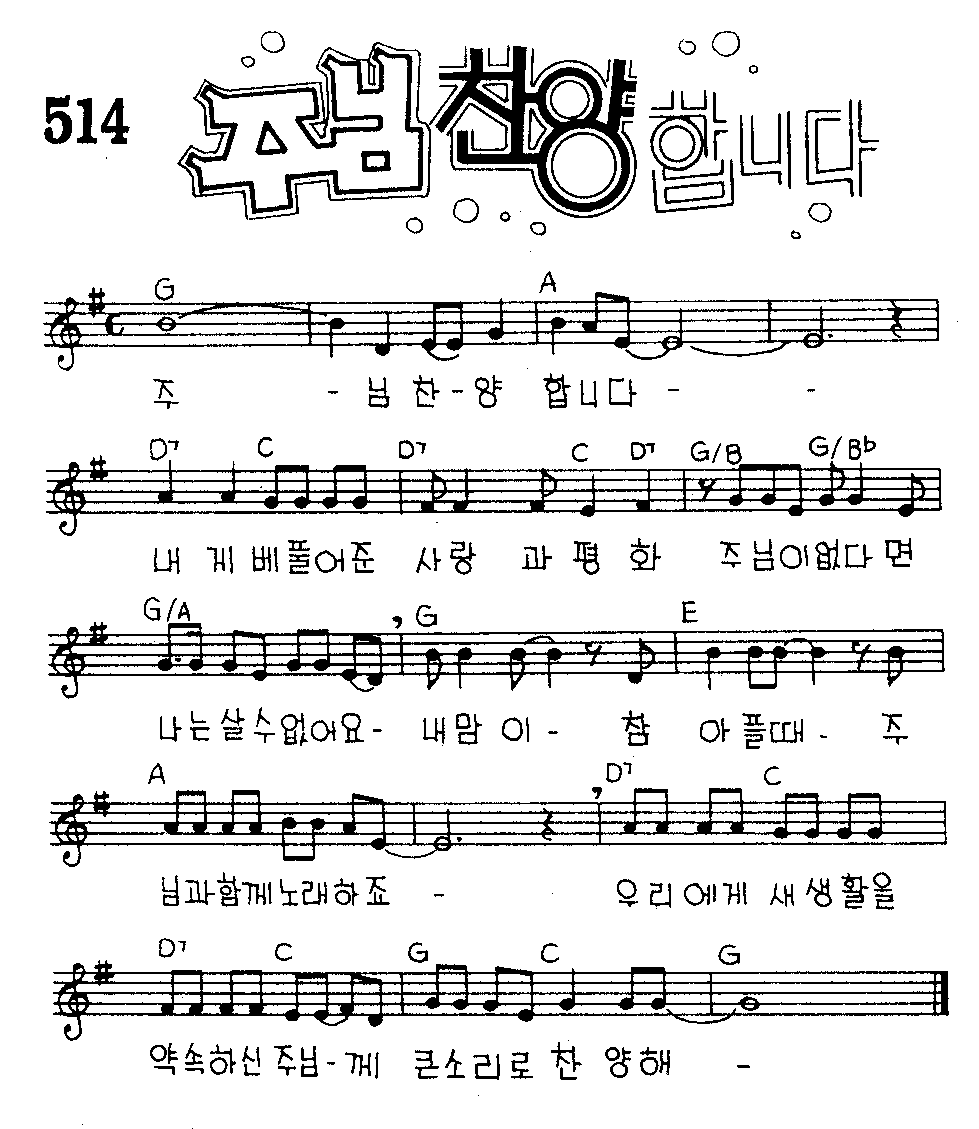 514 주님 찬양 합니다
G A
주 - 님 찬 - 양 합니다 - -
D7 C D7 C D7 G/B G/Bb
내 게 베풀어준 사랑 과 평 화 주님이없다면
G/A G E
나는살수없어요- 내맘 이 - 참 아플때 - 주
A D7 C
님과함께노래하죠 - 우리에게 새생활을
D7 C G C G
약속하신 주님-께 큰소리로 찬 양해 -